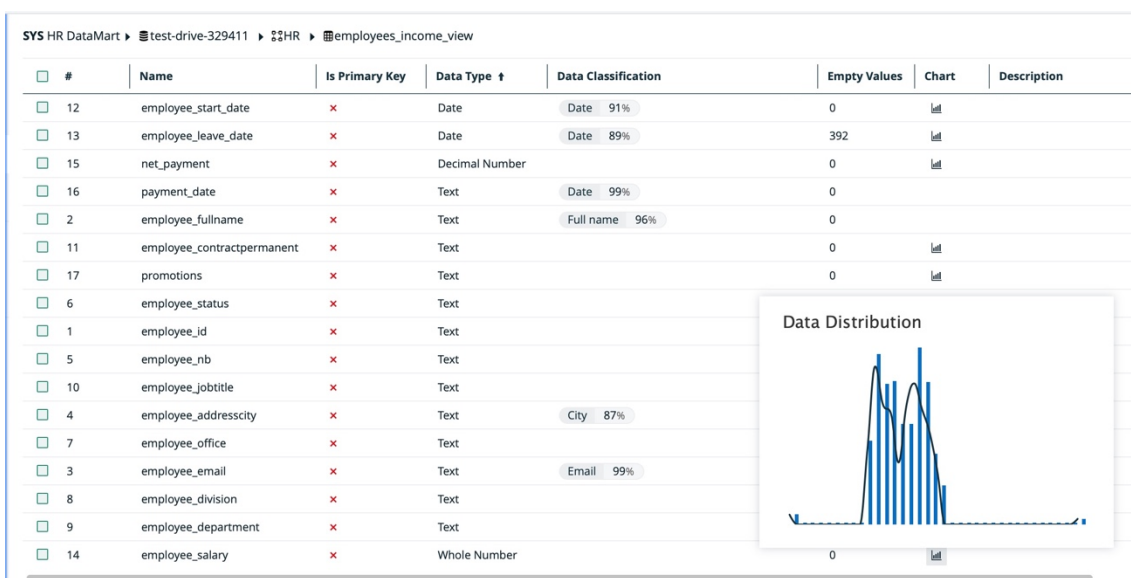 SYS HR DataMart test-drive-329411 HR employees_income_view
# Name Is Primary Key Data Type ↑ Data Classification Empty Values Chart Description
12 employee_start_date × Date Date 91% 0
13 employee_leave_date × Date Date 89% 392
15 net_payment × Decimal Number 0
16 payment_date × Text Date 99% 0
2 employee_fullname × Text Full name 96% 0
11 employee_contractpermanent × Text 0
17 promotions × Text 0
6 employee_status × Text
1 employee_id × Text
5 employee_nb × Text
10 employee_jobtitle × Text
4 employee_addresscity × Text City 87%
7 employee_office × Text
3 employee_email × Text Email 99%
8 employee_division × Text
9 employee_department × Text
14 employee_salary × Whole Number 0
Data Distribution